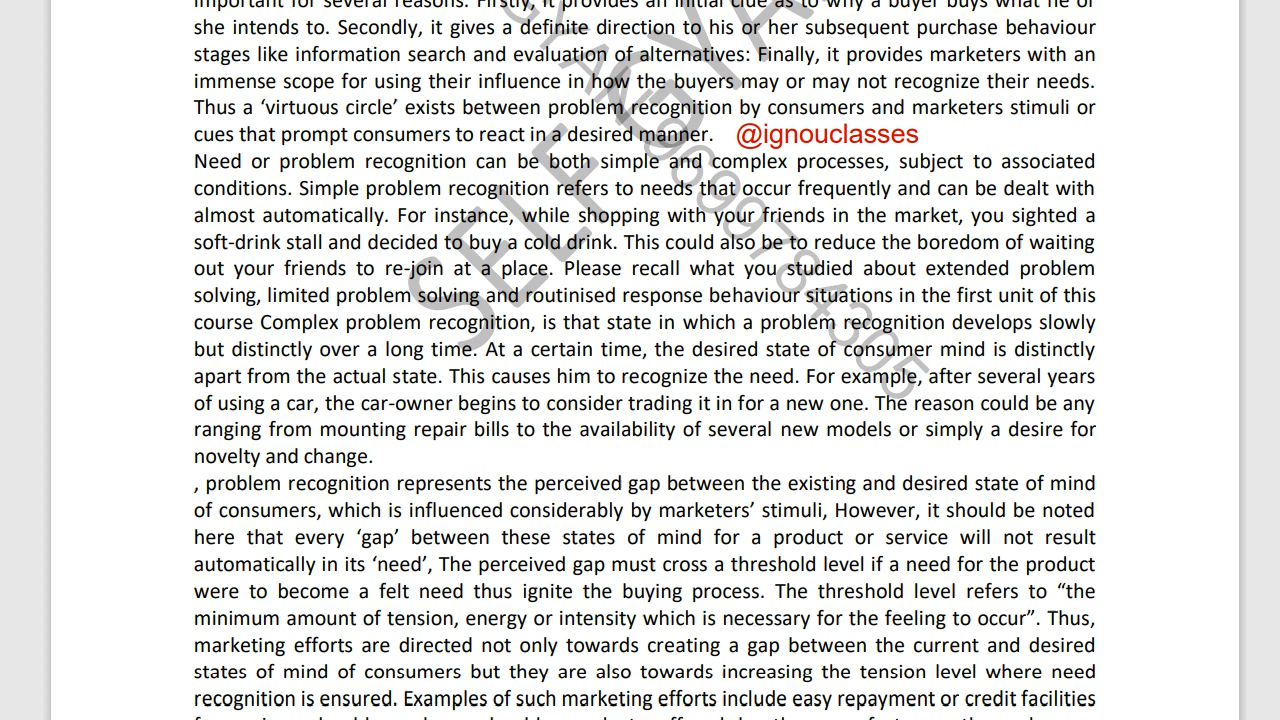 important for several reasons. Firstly, it provides an initial clue as to why a buyer buys what he or
she intends to. Secondly, it gives a definite direction to his or her subsequent purchase behaviour
stages like information search and evaluation of alternatives: Finally, it provides marketers with an
immense scope for using their influence in how the buyers may or may not recognize their needs.
Thus a ‘virtuous circle’ exists between problem recognition by consumers and marketers stimuli or
cues that prompt consumers to react in a desired manner. @ignouclasses
Need or problem recognition can be both simple and complex processes, subject to associated
conditions. Simple problem recognition refers to needs that occur frequently and can be dealt with
almost automatically. For instance, while shopping with your friends in the market, you sighted a
soft-drink stall and decided to buy a cold drink. This could also be to reduce the boredom of waiting
out your friends to re-join at a place. Please recall what you studied about extended problem
solving, limited problem solving and routinised response behaviour situations in the first unit of this
course Complex problem recognition, is that state in which a problem recognition develops slowly
but distinctly over a long time. At a certain time, the desired state of consumer mind is distinctly
apart from the actual state. This causes him to recognize the need. For example, after several years
of using a car, the car-owner begins to consider trading it in for a new one. The reason could be any
ranging from mounting repair bills to the availability of several new models or simply a desire for
novelty and change.
, problem recognition represents the perceived gap between the existing and desired state of mind
of consumers, which is influenced considerably by marketers’ stimuli, However, it should be noted
here that every ‘gap’ between these states of mind for a product or service will not result
automatically in its ‘need’, The perceived gap must cross a threshold level if a need for the product
were to become a felt need thus ignite the buying process. The threshold level refers to “the
minimum amount of tension, energy or intensity which is necessary for the feeling to occur”. Thus,
marketing efforts are directed not only towards creating a gap between the current and desired
states of mind of consumers but they are also towards increasing the tension level where need
recognition is ensured. Examples of such marketing efforts include easy repayment or credit facilities
SELF